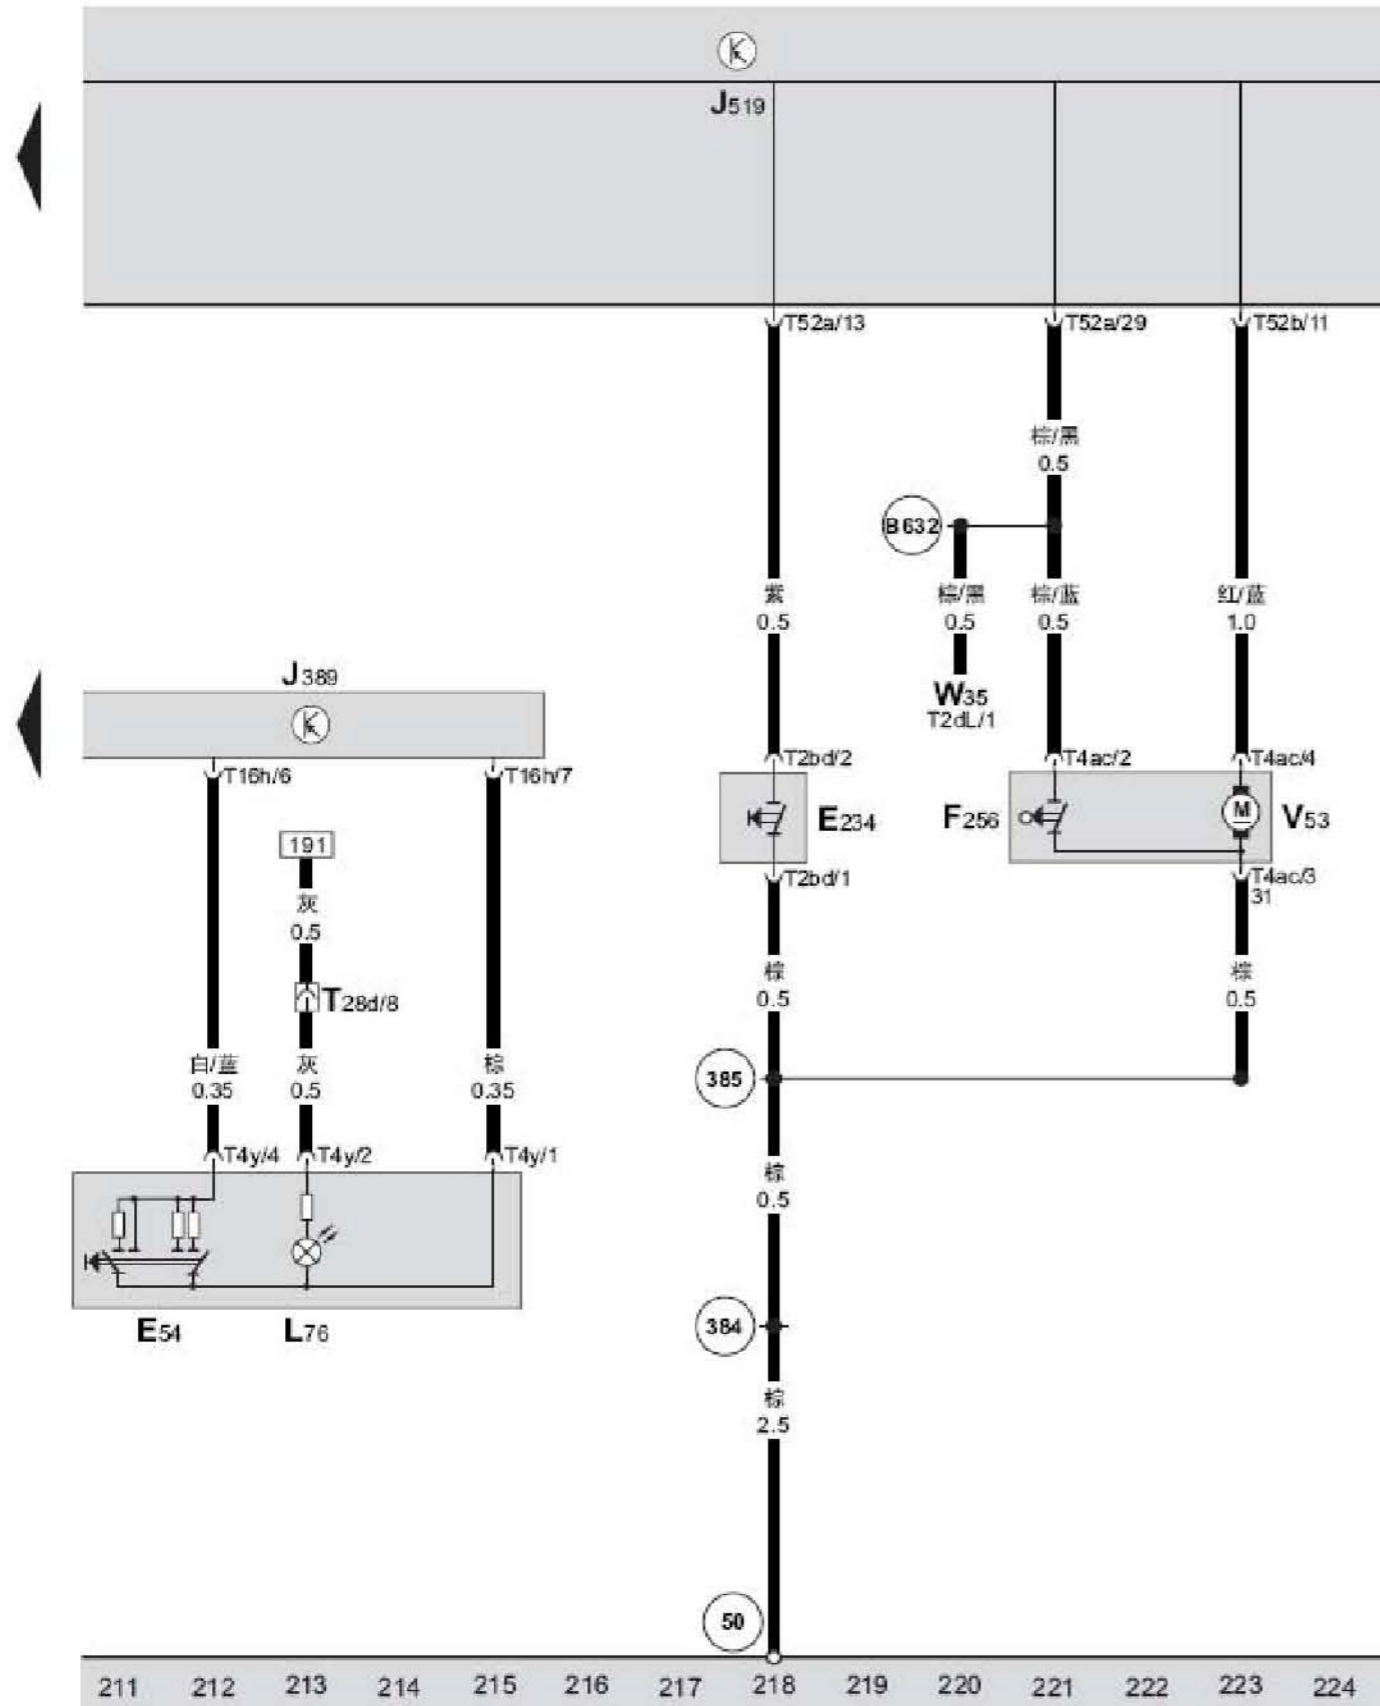 J519
T52a/13 T52a/29 T52b/11
棕/黑
0.5
B632
紫 棕/黑 棕/蓝 红/蓝
0.5 0.5 0.5 1.0
J389
W35
T2dL/1
T2bd/2 T4ac/2 T4ac/4
T16h/6 T16h/7
E234 F256 M V53
191
T2bd/1 T4ac/3
31
灰
0.5
棕 棕
0.5 0.5
T28d/8
白/蓝 灰 棕
0.35 0.5 0.35
385
T4y/4 T4y/2 T4y/1
棕
0.5
E54 L76
384
棕
2.5
50
211 212 213 214 215 216 217 218 219 220 221 222 223 224